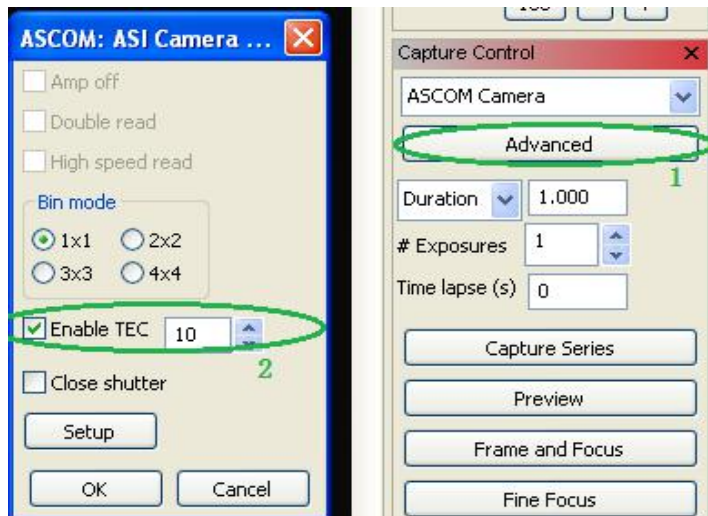 ASCOM: ASI Camera ...
Amp off
Double read
High speed read
Bin mode
1x1 2x2
3x3 4x4
Enable TEC 10
2
Close shutter
Setup
OK Cancel
Capture Control
ASCOM Camera
Advanced
1
Duration 1.000
# Exposures 1
Time lapse (s) 0
Capture Series
Preview
Frame and Focus
Fine Focus